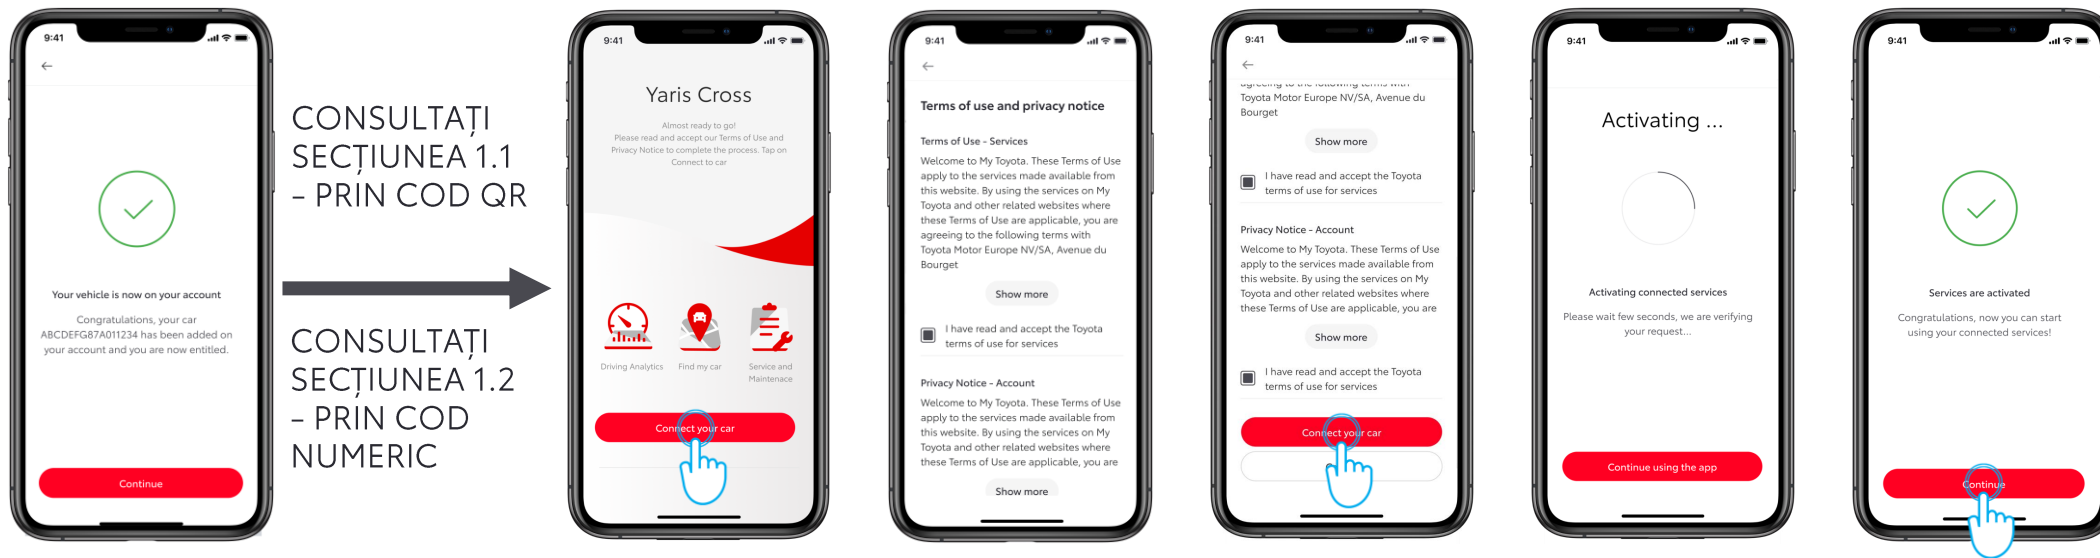 9:41
Your vehicle is now on your account
Congratulations, your car
ABCDEFG87A011234 has been added on
your account and you are now entitled.
Continue
CONSULTAȚI
SECȚIUNEA 1.1
– PRIN COD QR
CONSULTAȚI
SECȚIUNEA 1.2
– PRIN COD
NUMERIC
9:41
Yaris Cross
Almost ready to go!
Please read and accept our Terms of Use and
Privacy Notice to complete the process. Tap on
Connect to car
Driving Analytics
Find my car
Service and
Maintenace
Connect your car
9:41
Terms of use and privacy notice
Terms of Use - Services
Welcome to My Toyota. These Terms of Use
apply to the services made available from
this website. By using the services on My
Toyota and other related websites where
these Terms of Use are applicable, you are
agreeing to the following terms with
Toyota Motor Europe NV/SA, Avenue du
Bourget
Show more
I have read and accept the Toyota
terms of use for services
Privacy Notice - Account
Welcome to My Toyota. These Terms of Use
apply to the services made available from
this website. By using the services on My
Toyota and other related websites where
these Terms of Use are applicable, you are
Show more
9:41
agreeing to the following terms with
Toyota Motor Europe NV/SA, Avenue du
Bourget
Show more
I have read and accept the Toyota
terms of use for services
Privacy Notice - Account
Welcome to My Toyota. These Terms of Use
apply to the services made available from
this website. By using the services on My
Toyota and other related websites where
these Terms of Use are applicable, you are
Show more
I have read and accept the Toyota
terms of use for services
Connect your car
9:41
Activating ...
Activating connected services
Please wait few seconds, we are verifying
your request...
Continue using the app
9:41
Services are activated
Congratulations, now you can start
using your connected services!
Continue